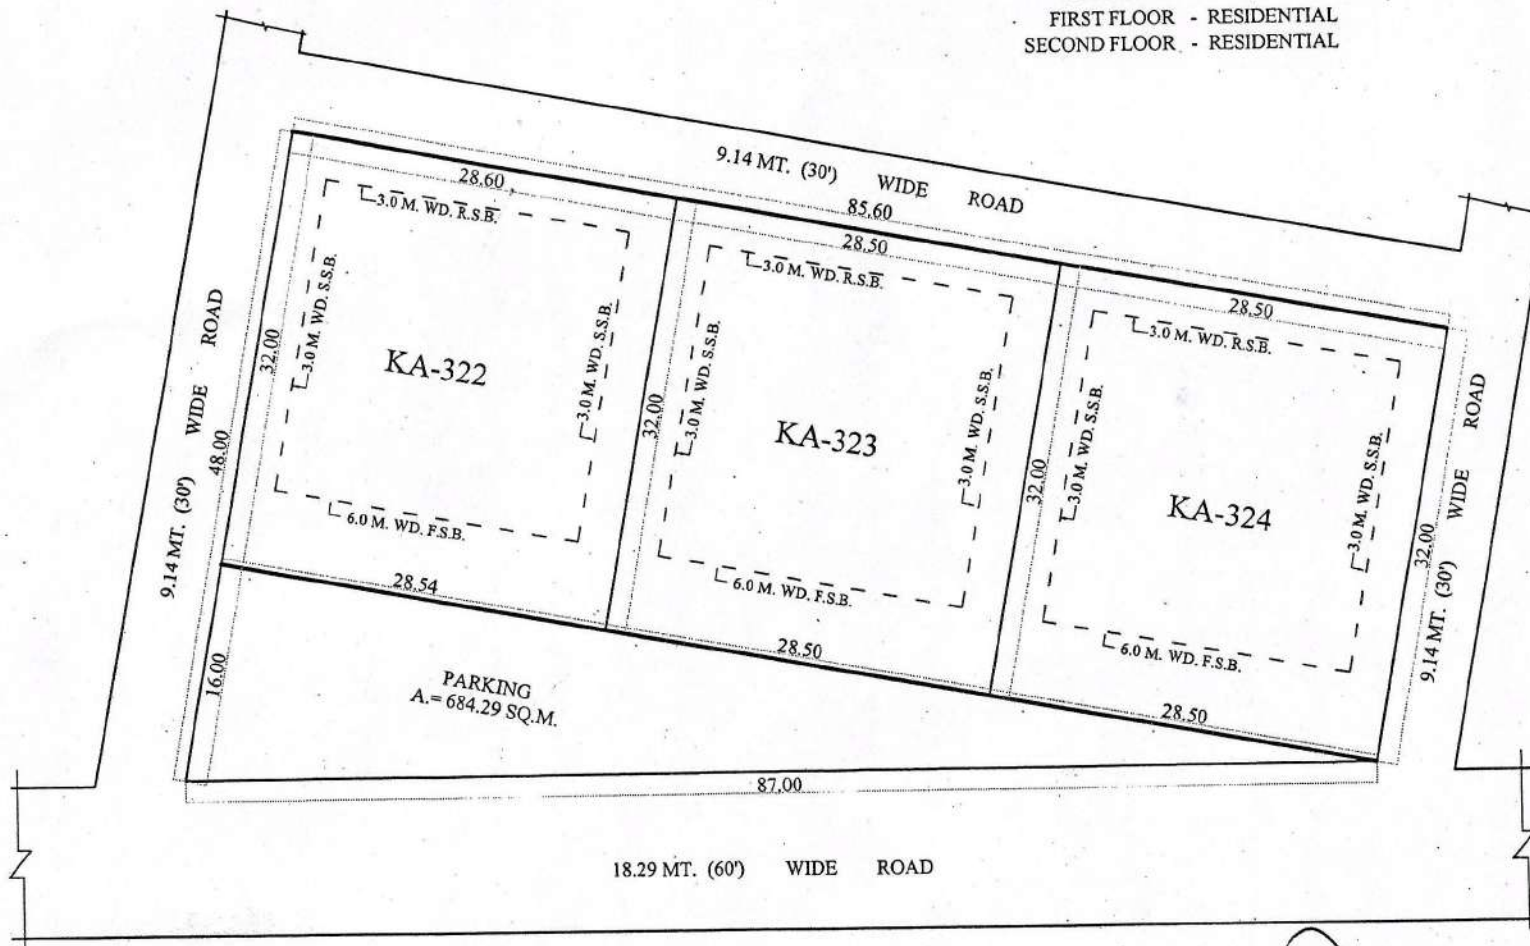 FIRST FLOOR - RESIDENTIAL
SECOND FLOOR - RESIDENTIAL
9.14 MT. (30') WIDE ROAD
85.60
28.60
28.50
28.50
3.0 M. WD. R.S.B.
3.0 M. WD. R.S.B.
3.0 M. WD. R.S.B.
9.14 MT. (30') WIDE ROAD
48.00
32.00
3.0 M. WD. S.S.B.
KA-322
3.0 M. WD. S.S.B.
32.00
3.0 M. WD. S.S.B.
KA-323
3.0 M. WD. S.S.B.
32.00
3.0 M. WD. S.S.B.
KA-324
3.0 M. WD. S.S.B.
32.00
9.14 MT. (30') WIDE ROAD
6.0 M. WD. F.S.B.
6.0 M. WD. F.S.B.
6.0 M. WD. F.S.B.
28.54
28.50
28.50
16.00
PARKING
A.= 684.29 SQ.M.
87.00
18.29 MT. (60') WIDE ROAD